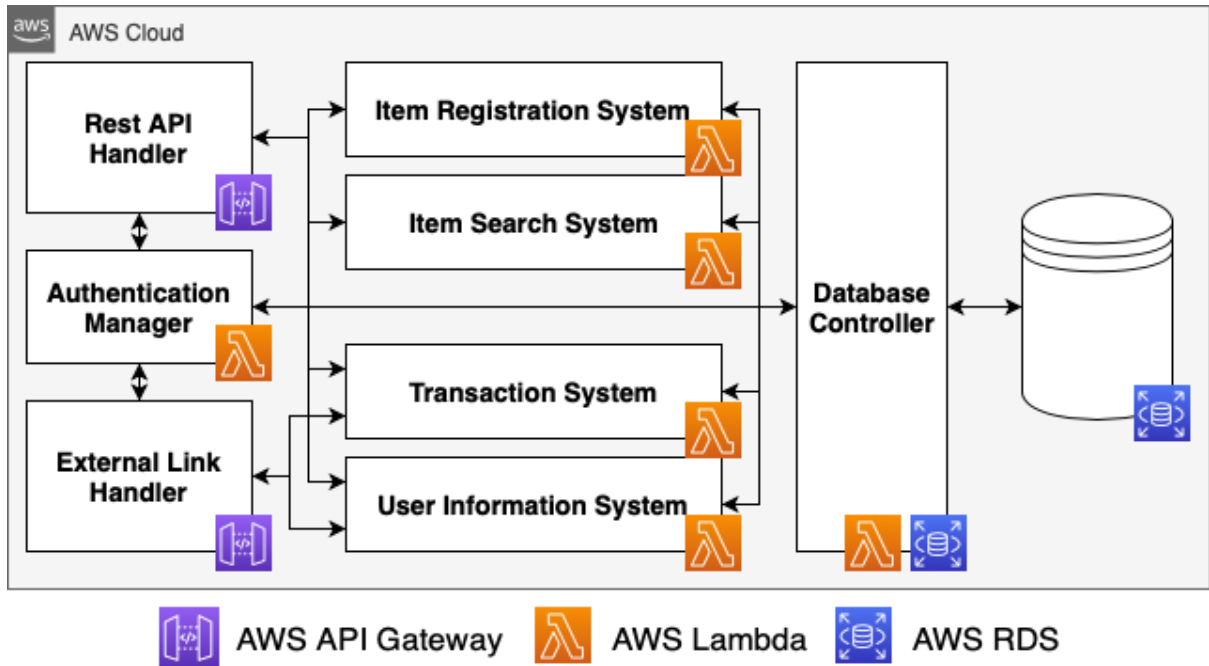 aws
AWS Cloud
Rest API
Handler
Authentication
Manager
External Link
Handler
Item Registration System
Item Search System
Transaction System
User Information System
Database
Controller
AWS API Gateway
AWS Lambda
AWS RDS